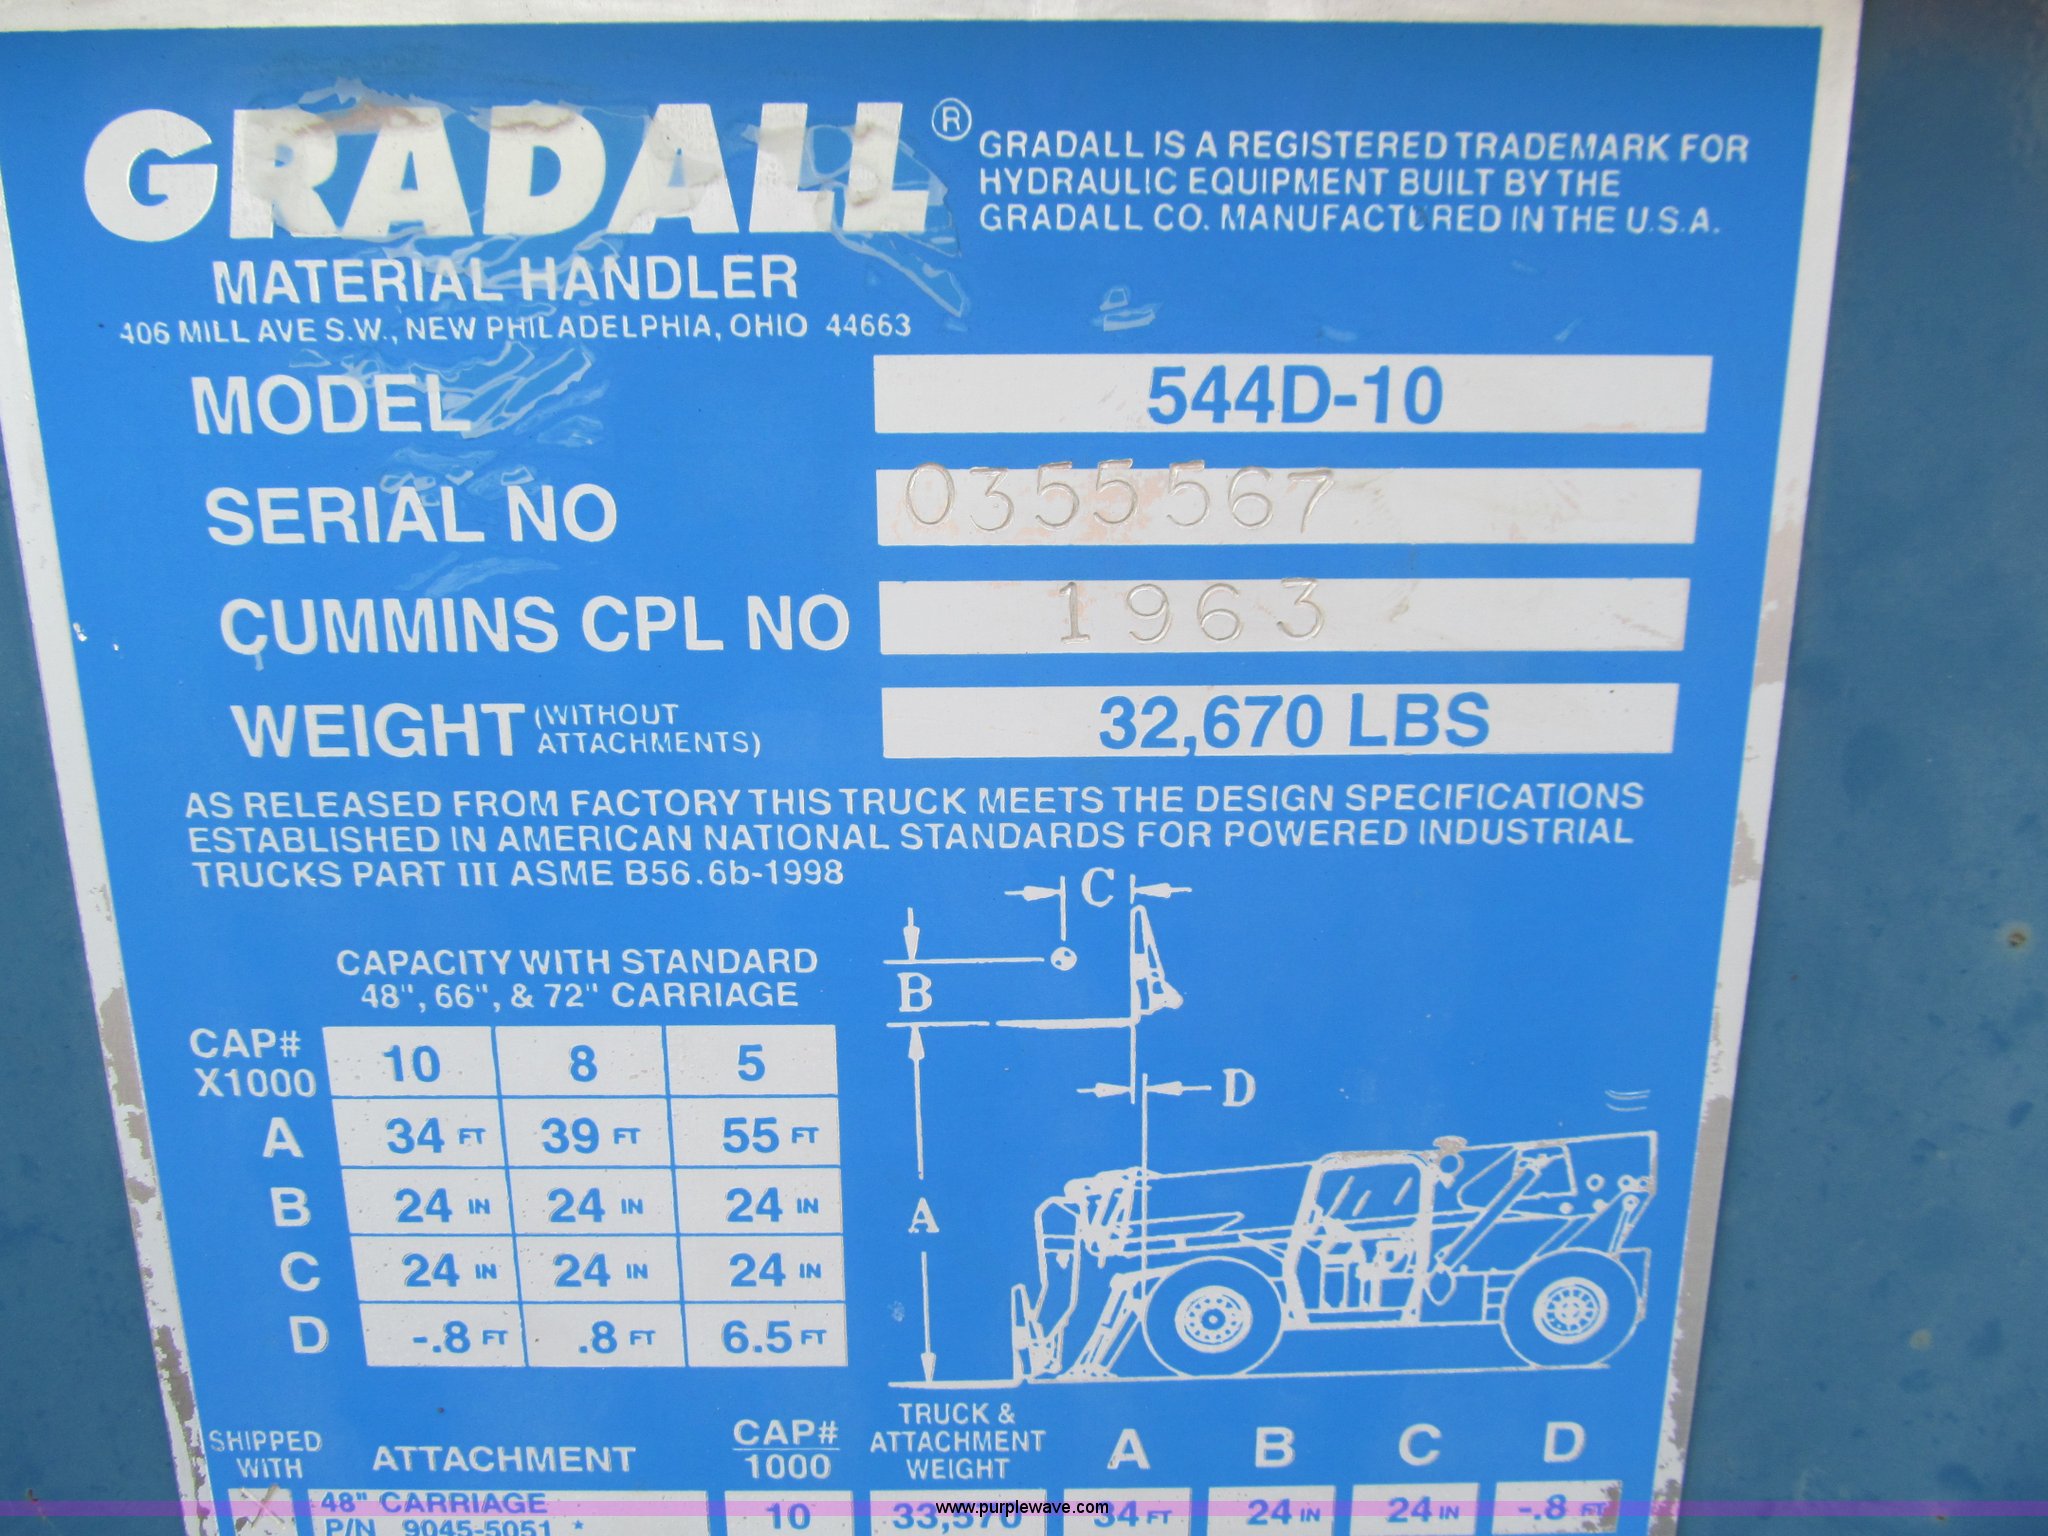 GRADALL®
GRADALL IS A REGISTERED TRADEMARK FOR
HYDRAULIC EQUIPMENT BUILT BY THE
GRADALL CO. MANUFACTURED IN THE U.S.A.
MATERIAL HANDLER
406 MILL AVE S.W., NEW PHILADELPHIA, OHIO 44663
MODEL 544D-10
SERIAL NO 0355567
CUMMINS CPL NO 1963
WEIGHT (WITHOUT ATTACHMENTS) 32,670 LBS
AS RELEASED FROM FACTORY THIS TRUCK MEETS THE DESIGN SPECIFICATIONS
ESTABLISHED IN AMERICAN NATIONAL STANDARDS FOR POWERED INDUSTRIAL
TRUCKS PART III ASME B56.6b-1998
CAPACITY WITH STANDARD
48", 66", & 72" CARRIAGE
CAP# X1000 10 8 5
A 34 FT 39 FT 55 FT
B 24 IN 24 IN 24 IN
C 24 IN 24 IN 24 IN
D -.8 FT .8 FT 6.5 FT
C
B
D
A
SHIPPED WITH ATTACHMENT CAP# 1000 TRUCK & ATTACHMENT WEIGHT A B C D
X 48" CARRIAGE 10 33,570 34 FT 24 IN 24 IN -.8 FT
P/N 9045-5051 *
www.purplewave.com